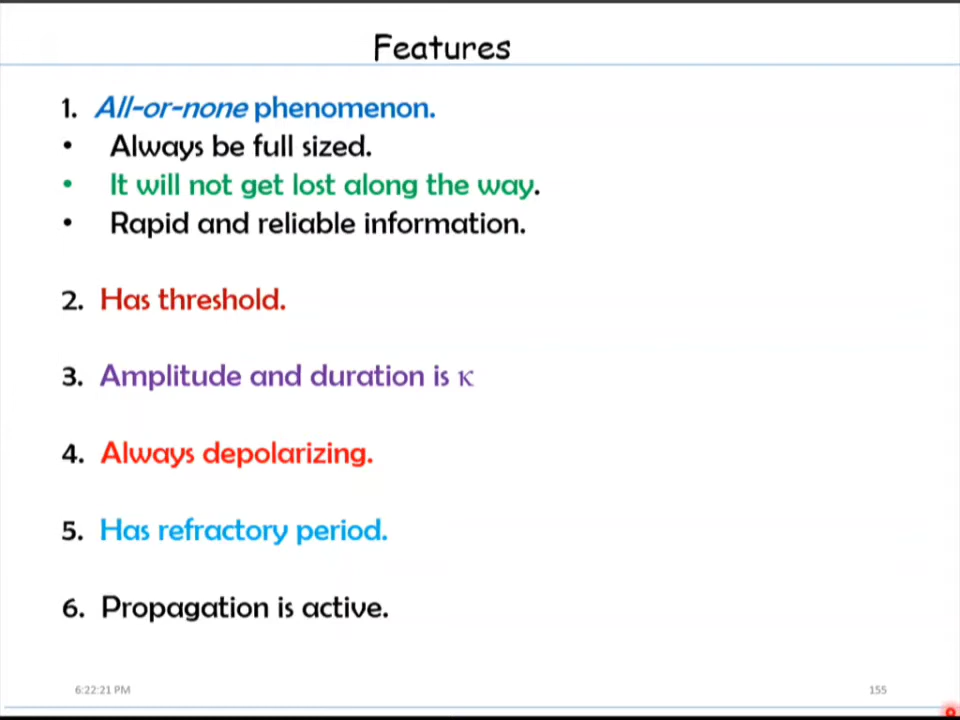 Features
1. All-or-none phenomenon.
• Always be full sized.
• It will not get lost along the way.
• Rapid and reliable information.
2. Has threshold.
3. Amplitude and duration is κ
4. Always depolarizing.
5. Has refractory period.
6. Propagation is active.
6:22:21 PM
155